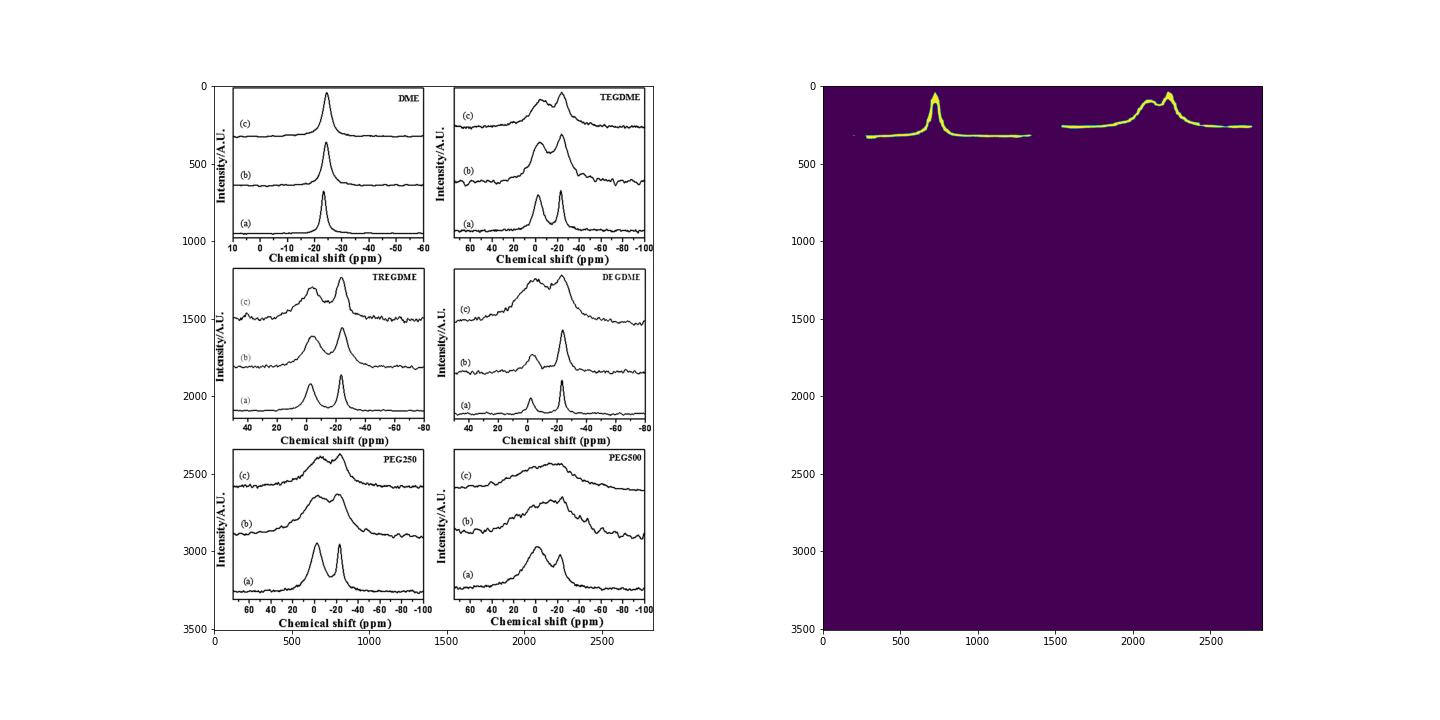 0
500
1000
1500
2000
2500
3000
3500
0 500 1000 1500 2000 2500
DME
(c)
(b)
(a)
Intensity/A.U.
10 0 -10 -20 -30 -40 -50 -60
Chemical shift (ppm)
TEGDME
(c)
(b)
(a)
Intensity/A.U.
60 40 20 0 -20 -40 -60 -80 -100
Chemical shift (ppm)
TREGDME
(c)
(b)
(a)
Intensity/A.U.
40 20 0 -20 -40 -60 -80
Chemical shift (ppm)
DEGDME
(c)
(b)
(a)
Intensity/A.U.
40 20 0 -20 -40 -60 -80
Chemical shift (ppm)
PEG250
(c)
(b)
(a)
Intensity/A.U.
60 40 20 0 -20 -40 -60 -80 -100
Chemical shift (ppm)
PEG500
(c)
(b)
(a)
Intensity/A.U.
60 40 20 0 -20 -40 -60 -80 -100
Chemical shift (ppm)
0
500
1000
1500
2000
2500
3000
3500
0 500 1000 1500 2000 2500